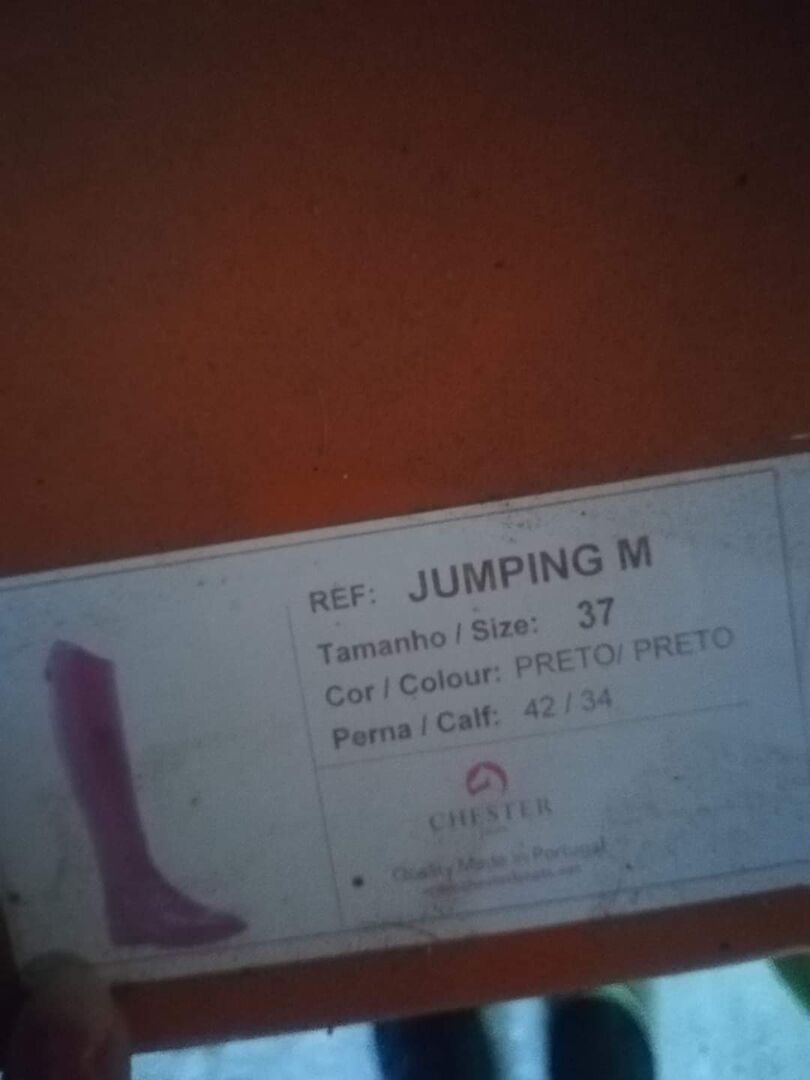 REF: JUMPING M
Tamanho / Size: 37
Cor / Colour: PRETO/ PRETO
Perna / Calf: 42 / 34
CHESTER
Quality Made in Portugal